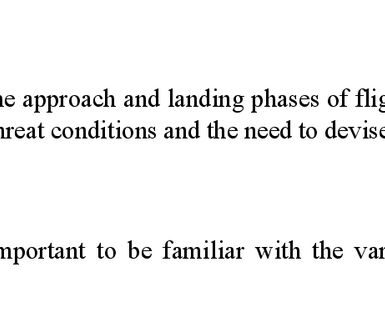 he approach and landing phases of flig
hreat conditions and the need to devise
mportant to be familiar with the var